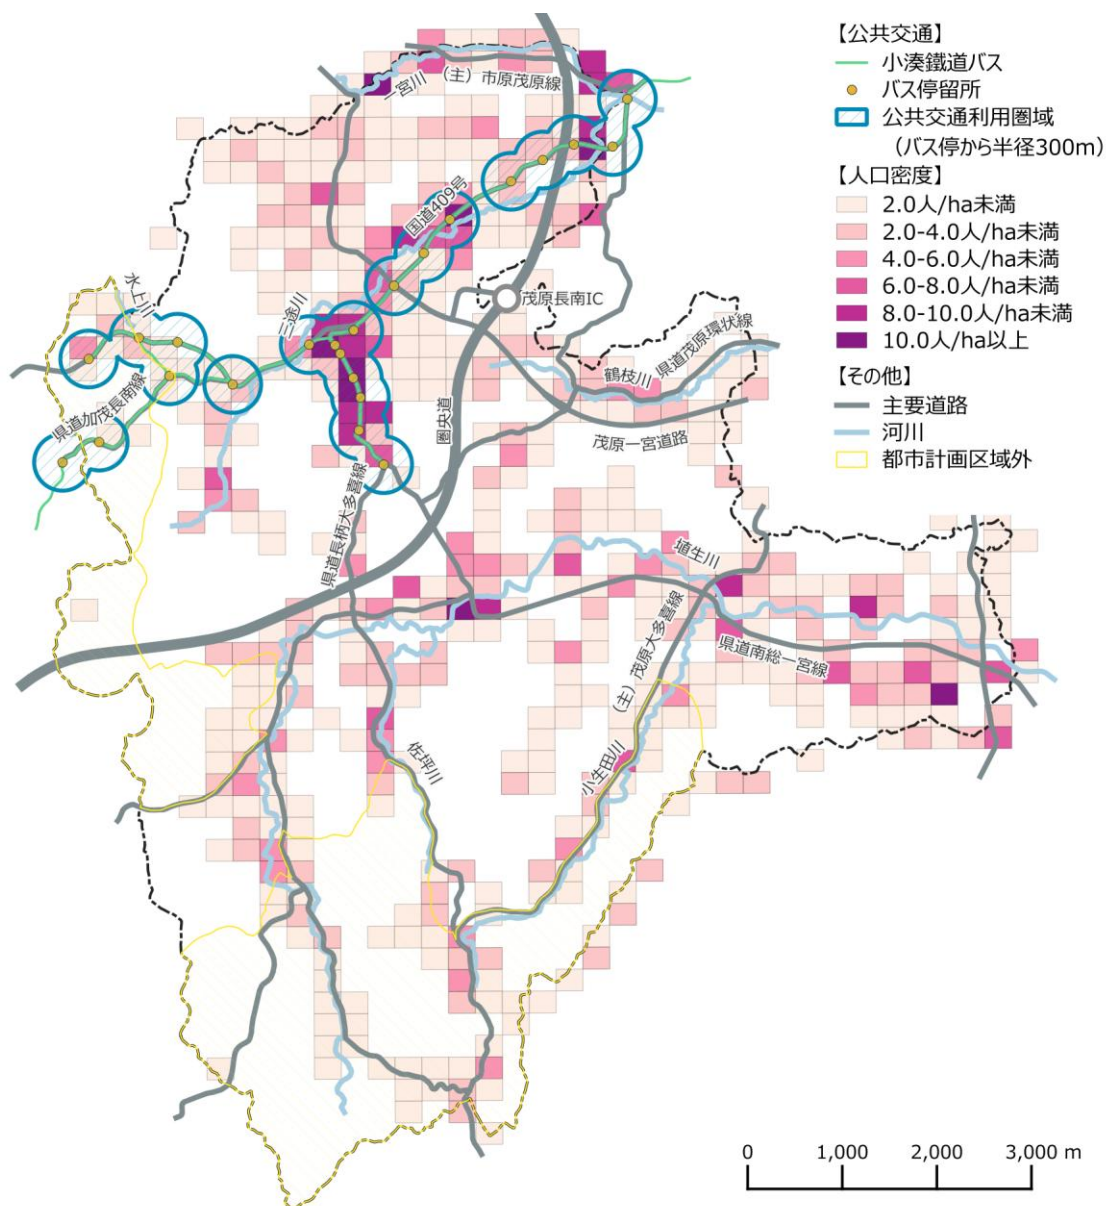 【公共交通】
小湊鐵道バス
バス停留所
公共交通利用圏域
（バス停から半径300m）
【人口密度】
2.0人/ha未満
2.0-4.0人/ha未満
4.0-6.0人/ha未満
6.0-8.0人/ha未満
8.0-10.0人/ha未満
10.0人/ha以上
【その他】
主要道路
河川
都市計画区域外
一宮川
（主）市原茂原線
国道409号
水上川
三途川
茂原長南IC
県道加茂長南線
鶴枝川
県道茂原環状線
圏央道
茂原一宮道路
県道長柄大多喜線
埴生川
（主）茂原大多喜線
県道南総一宮線
佐坪川
小生田川
0 1,000 2,000 3,000 m